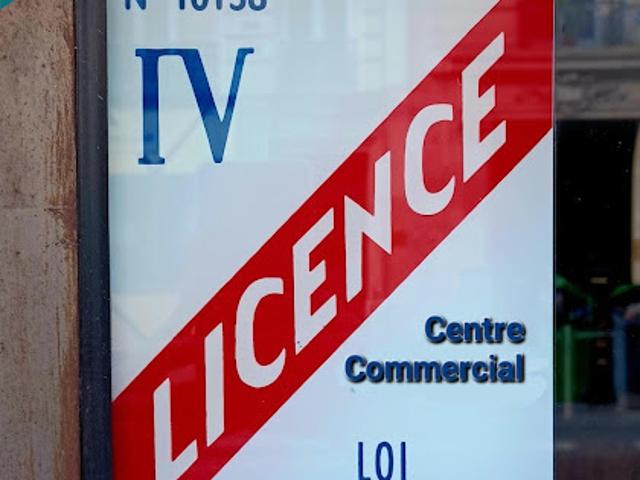 IV
LICENCE
Centre
Commercial
LOI